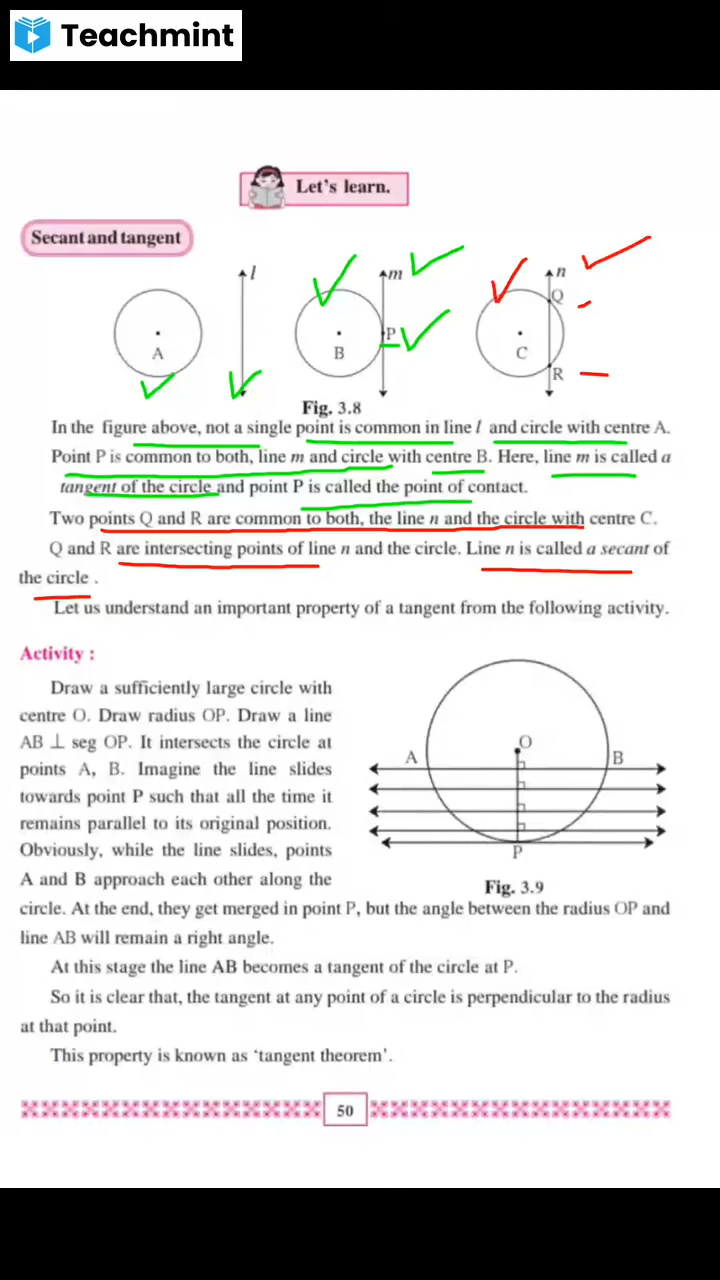 Teachmint
Let's learn.
Secant and tangent
l
m
n
Q
P
A
B
C
R
Fig. 3.8
In the figure above, not a single point is common in line l and circle with centre A.
Point P is common to both, line m and circle with centre B. Here, line m is called a
tangent of the circle and point P is called the point of contact.
Two points Q and R are common to both, the line n and the circle with centre C.
Q and R are intersecting points of line n and the circle. Line n is called a secant of
the circle .
Let us understand an important property of a tangent from the following activity.
Activity :
Draw a sufficiently large circle with
centre O. Draw radius OP. Draw a line
AB ⊥ seg OP. It intersects the circle at
points A, B. Imagine the line slides
towards point P such that all the time it
remains parallel to its original position.
Obviously, while the line slides, points
A and B approach each other along the
O
A
B
P
Fig. 3.9
circle. At the end, they get merged in point P, but the angle between the radius OP and
line AB will remain a right angle.
At this stage the line AB becomes a tangent of the circle at P.
So it is clear that, the tangent at any point of a circle is perpendicular to the radius
at that point.
This property is known as ‘tangent theorem’.
50